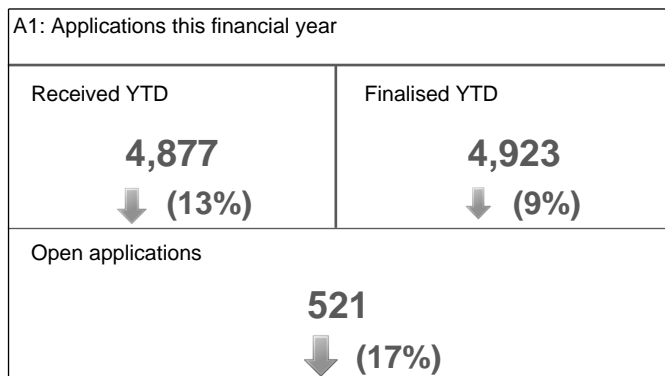 A1: Applications this financial year
Received YTD
4,877
(13%)
Finalised YTD
4,923
(9%)
Open applications
521
(17%)